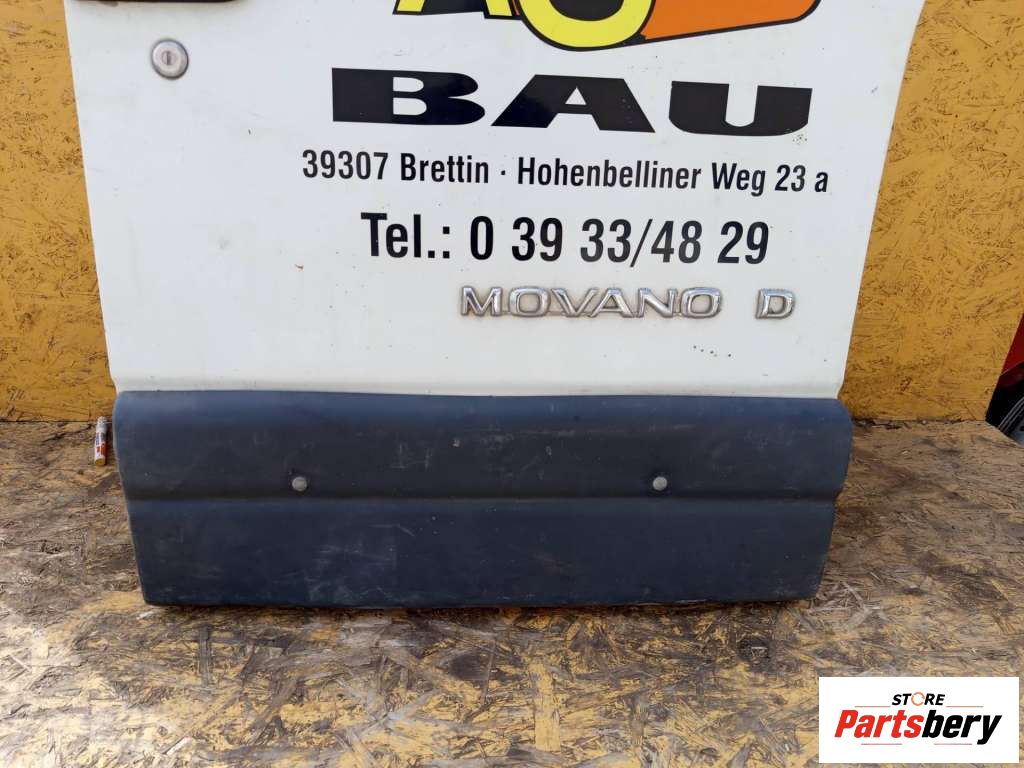 BAU
39307 Brettin · Hohenbelliner Weg 23 a
Tel.: 0 39 33/48 29
MOVANO D
STORE
Partsbery